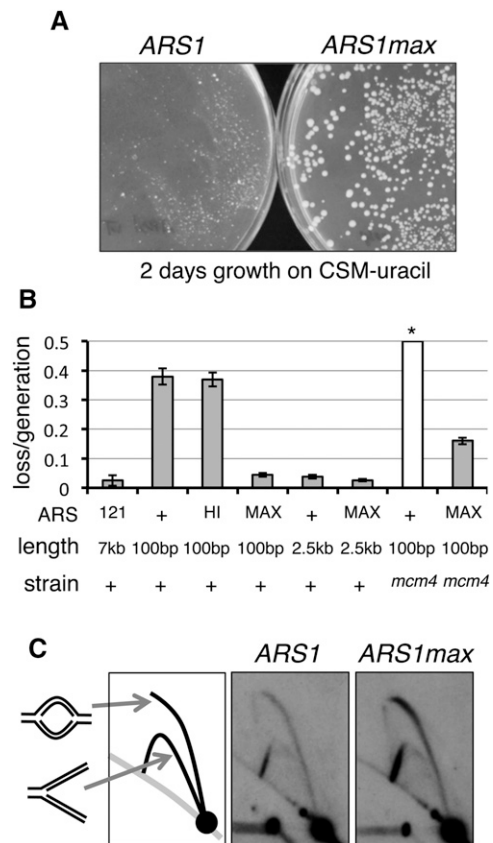 A
ARS1 ARS1max
2 days growth on CSM-uracil
B
loss/generation
0.5
0.4
0.3
0.2
0.1
0
*
ARS 121 + HI MAX + MAX + MAX
length 7kb 100bp 100bp 100bp 2.5kb 2.5kb 100bp 100bp
strain + + + + + + mcm4 mcm4
C
ARS1 ARS1max